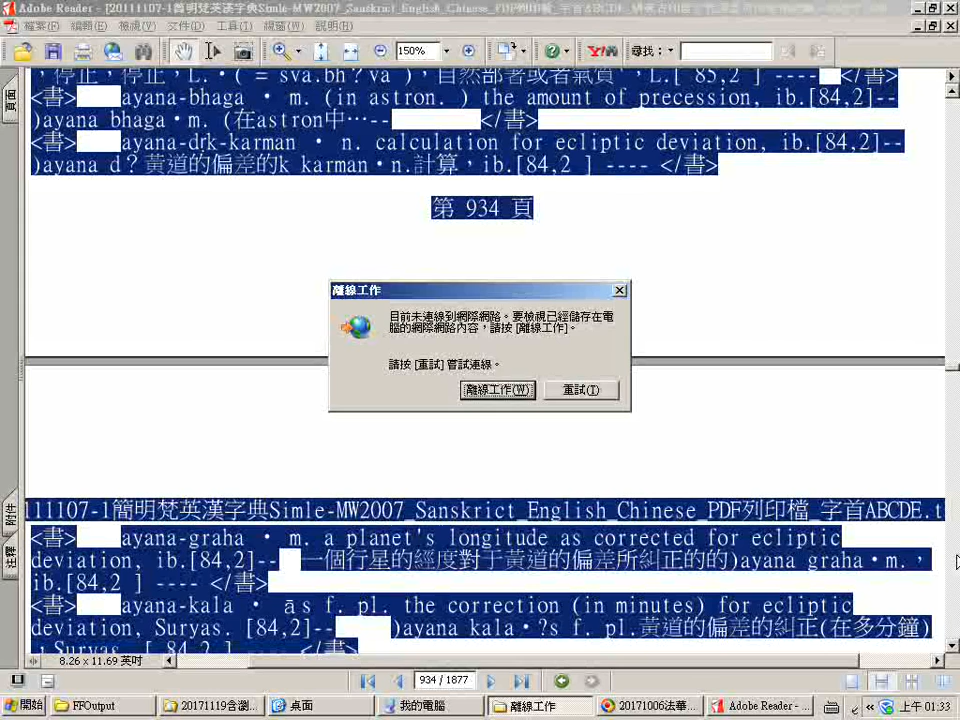 Adobe Reader - [20111107-1簡明梵英漢字典Simle-MW2007_Sanskrit_English_Chinese_PDF列印檔_字首ABCDE
檔案(F) 編輯(E) 檢視(V) 文件(D) 工具(T) 視窗(W) 說明(H)
150% 尋找:
頁面
,停止,停止,L.‧( = sva.bh?va ),自然部署或者氣質',L.[ 85,2 ] ---- </書>
<書> ayana-bhaga ‧ m. (in astron. ) the amount of precession, ib.[84,2]--
)ayana bhaga‧m. (在astron中…-- </書>
<書> ayana-drk-karman ‧ n. calculation for ecliptic deviation, ib.[84,2]--
)ayana d？黃道的偏差的k karman‧n.計算，ib.[84,2 ] ---- </書>
第 934 頁
離線工作
目前未連線到網際網路。要檢視已經儲存在電
腦的網際網路內容，請按 [離線工作]。
請按 [重試] 嘗試連線。
離線工作(W) 重試(T)
附件
注釋
111107-1簡明梵英漢字典Simle-MW2007_Sanskrict_English_Chinese_PDF列印檔_字首ABCDE.t
<書> ayana-graha ‧ m. a planet's longitude as corrected for ecliptic
deviation, ib.[84,2]-- 一個行星的經度對于黃道的偏差所糾正的的)ayana graha‧m.，
ib.[84,2 ] ---- </書>
<書> ayana-kala ‧ ās f. pl. the correction (in minutes) for ecliptic
deviation, Suryas. [84,2]-- )ayana kala‧?s f. pl.黃道的偏差的糾正(在多分鐘)
，Suryas. [ 84,2 ] ---- </書>
8.26 x 11.69 英吋
934 / 1877
開始 FFOutput 20171119含瀏... 桌面 我的電腦 離線工作 20171006法華... Adobe Reader - ... 上午 01:33